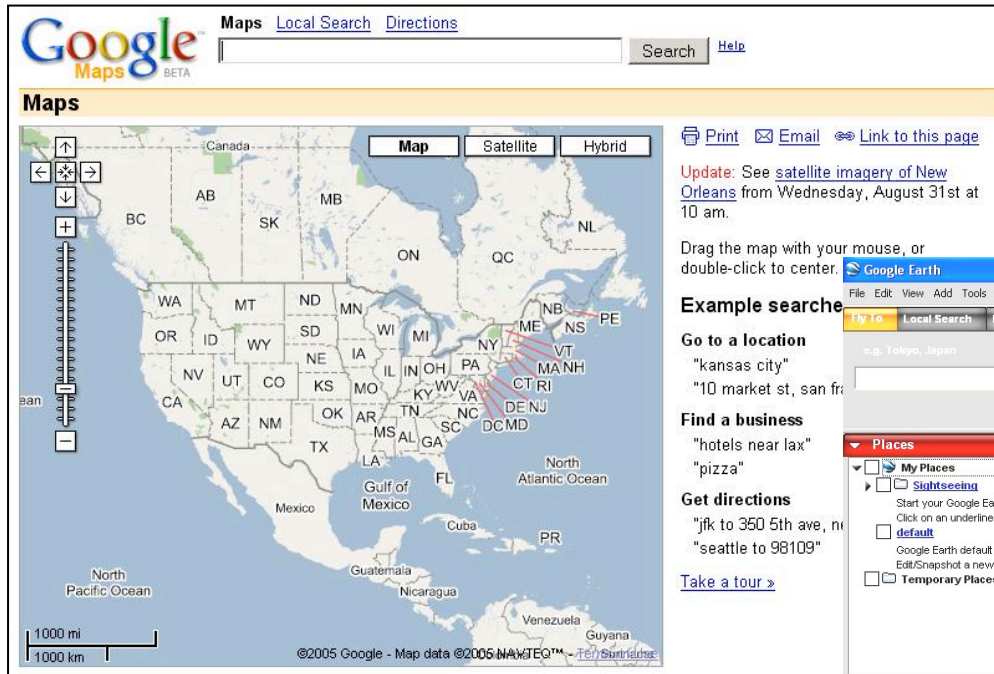 Maps Local Search Directions
Google Maps BETA
Search Help
Maps
Print Email Link to this page
Map Satellite Hybrid
Update: See satellite imagery of New
Orleans from Wednesday, August 31st at
10 am.
Drag the map with your mouse, or
double-click to center.
Example searche
Go to a location
"kansas city"
"10 market st, san fra
Find a business
"hotels near lax"
"pizza"
Get directions
"jfk to 350 5th ave, ne
"seattle to 98109"
Take a tour »
Canada
AB
MB
BC
SK
NL
ON
QC
WA MT ND MN NB PE
OR ID SD WI MI ME NS
WY NY VT
NE IA MA NH
NV UT CO IL IN OH PA CT RI
KS MO KY WV VA DE NJ
CA OK AR TN NC DC MD
AZ NM MS AL GA SC
TX LA
FL
North
Atlantic Ocean
Gulf of
Mexico
Mexico
Cuba
PR
Guatemala
Nicaragua
North
Pacific Ocean
Venezuela
Guyana
ean
1000 mi
1000 km
©2005 Google - Map data ©2005 NAVTEQ™ -
Google Earth
File Edit View Add Tools
Fly To Local Search
e.g. Tokyo, Japan
Places
My Places
Sightseeing
Start your Google Ea
Click on an underline
default
Google Earth default
Edit/Snapshot a new
Temporary Places